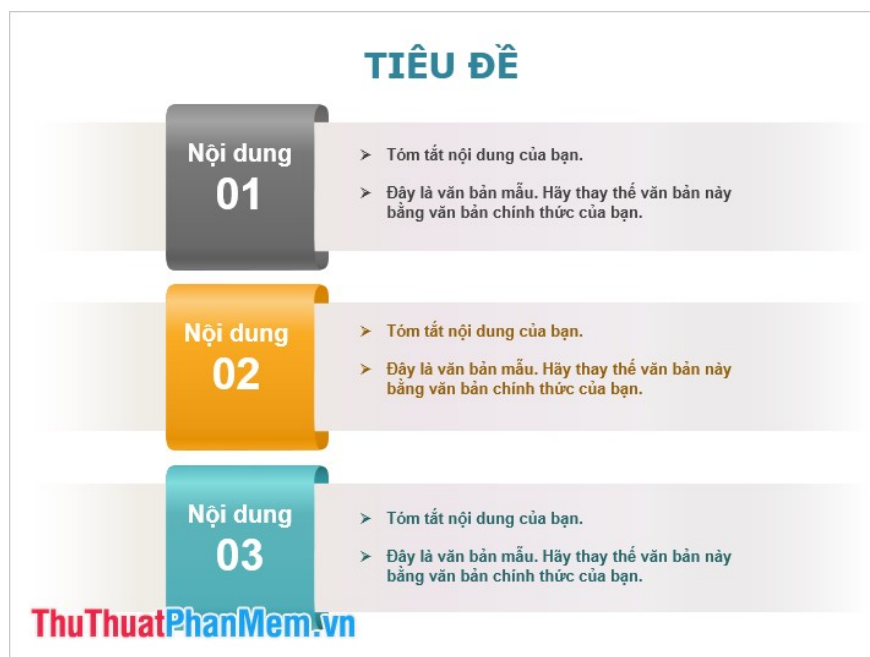 TIÊU ĐỀ
Nội dung
01
➤ Tóm tắt nội dung của bạn.
➤ Đây là văn bản mẫu. Hãy thay thế văn bản này
bằng văn bản chính thức của bạn.
Nội dung
02
➤ Tóm tắt nội dung của bạn.
➤ Đây là văn bản mẫu. Hãy thay thế văn bản này
bằng văn bản chính thức của bạn.
Nội dung
03
➤ Tóm tắt nội dung của bạn.
➤ Đây là văn bản mẫu. Hãy thay thế văn bản này
bằng văn bản chính thức của bạn.
ThuThuatPhanMem.vn